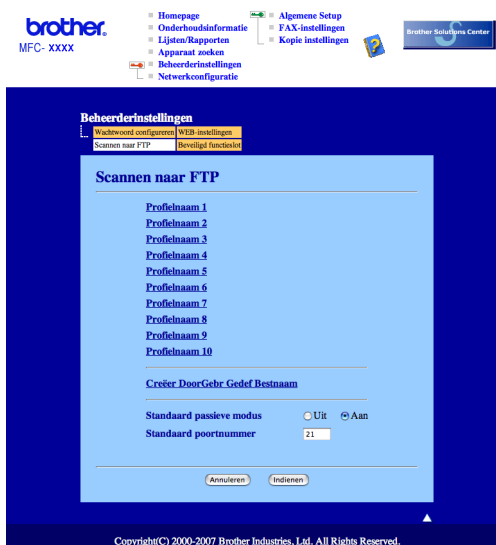 brother.
MFC- XXXX
Homepage
Onderhoudsinformatie
Lijsten/Rapporten
Apparaat zoeken
Beheerderinstellingen
Netwerkconfiguratie
Algemene Setup
FAX-instellingen
Kopie instellingen
Brother Solutions Center
Beheerderinstellingen
Wachtwoord configureren WEB-instellingen
Scannen naar FTP Beveiligd functieslot
Scannen naar FTP
Profielnaam 1
Profielnaam 2
Profielnaam 3
Profielnaam 4
Profielnaam 5
Profielnaam 6
Profielnaam 7
Profielnaam 8
Profielnaam 9
Profielnaam 10
Creëer DoorGebr Gedef Bestnaam
Standaard passieve modus Uit Aan
Standaard poortnummer 21
Annuleren Indienen
Copyright(C) 2000-2007 Brother Industries, Ltd. All Rights Reserved.